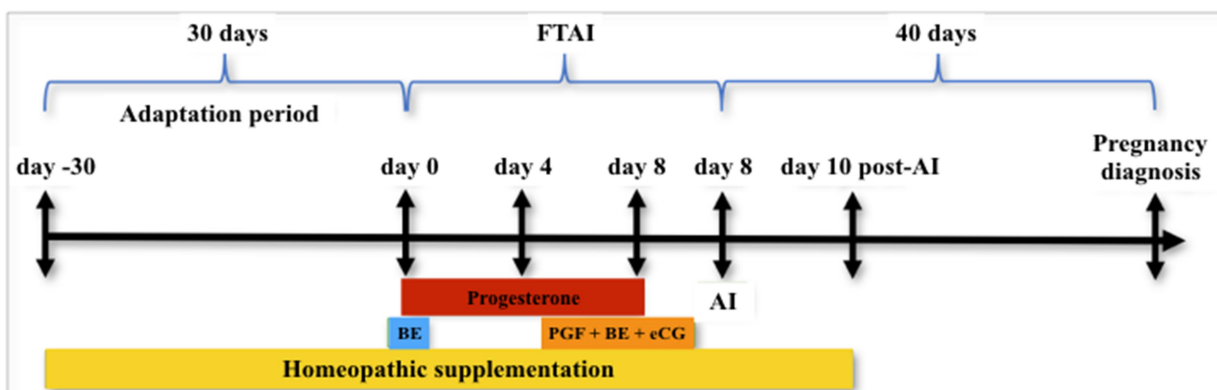 30 days
FTAI
40 days
Adaptation period
Pregnancy
diagnosis
day -30
day 0
day 4
day 8
day 8
day 10 post-AI
Progesterone
AI
BE
PGF + BE + eCG
Homeopathic supplementation